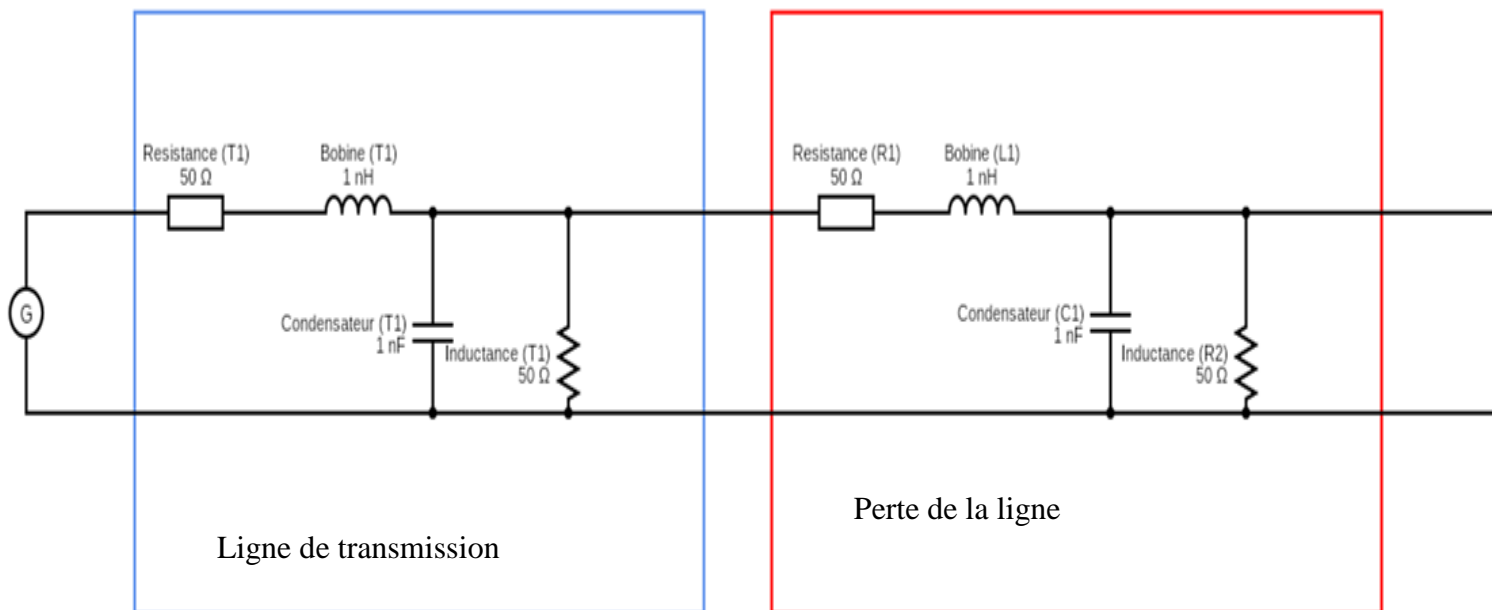 Resistance (T1)
50 Ω
Bobine (T1)
1 nH
Resistance (R1)
50 Ω
Bobine (L1)
1 nH
G
Condensateur (T1)
1 nF
Inductance (T1)
50 Ω
Condensateur (C1)
1 nF
Inductance (R2)
50 Ω
Ligne de transmission
Perte de la ligne